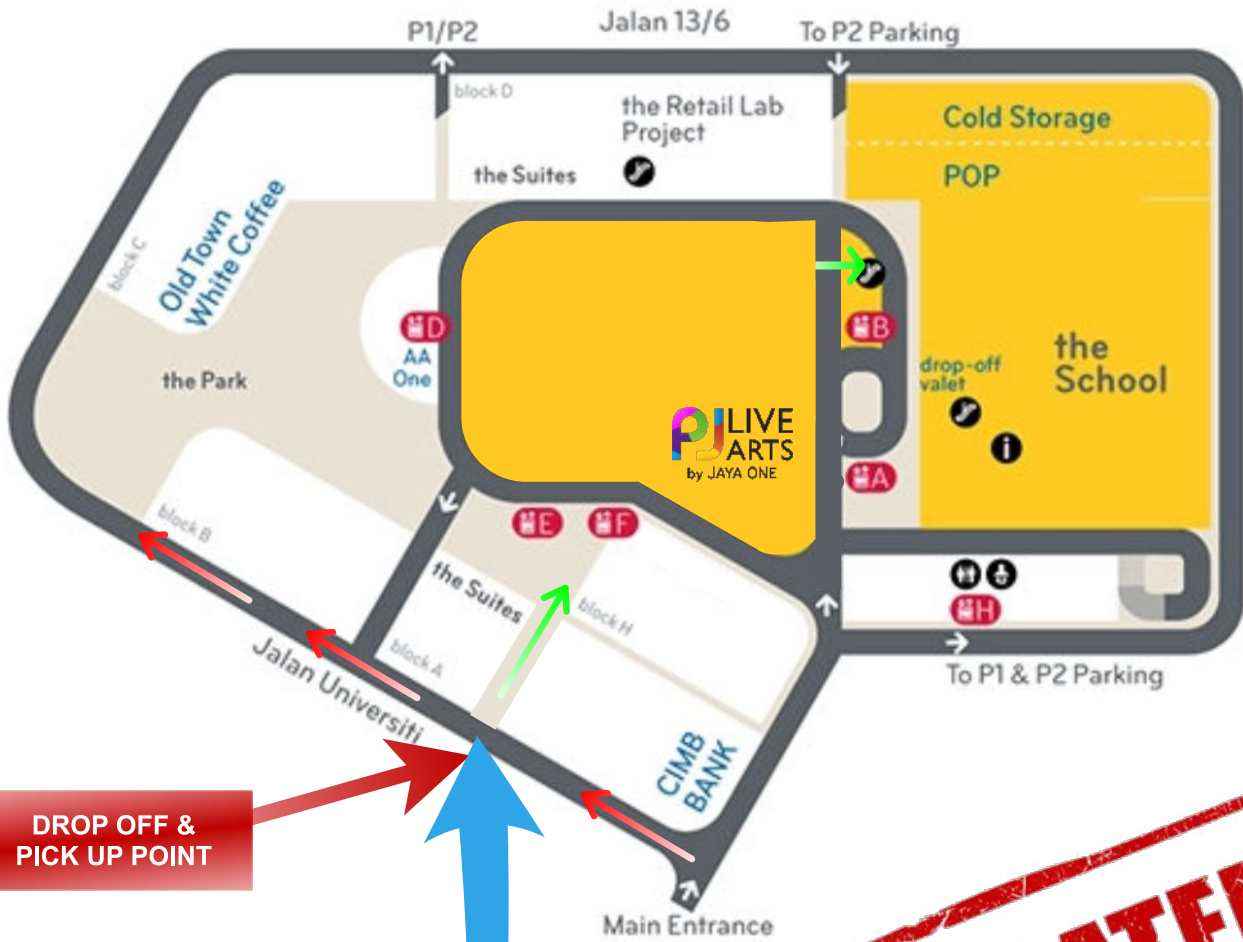 Jalan 13/6
P1/P2
To P2 Parking
block D
the Retail Lab
Project
the Suites
Cold Storage
POP
block C
Old Town
White Coffee
D
AA
One
the Park
B
drop-off
valet
the
School
i
PJ LIVE
ARTS
by JAYA ONE
A
block B
E
F
the Suites
block H
block A
H
Jalan Universiti
To P1 & P2 Parking
CIMB
BANK
DROP OFF &
PICK UP POINT
Main Entrance